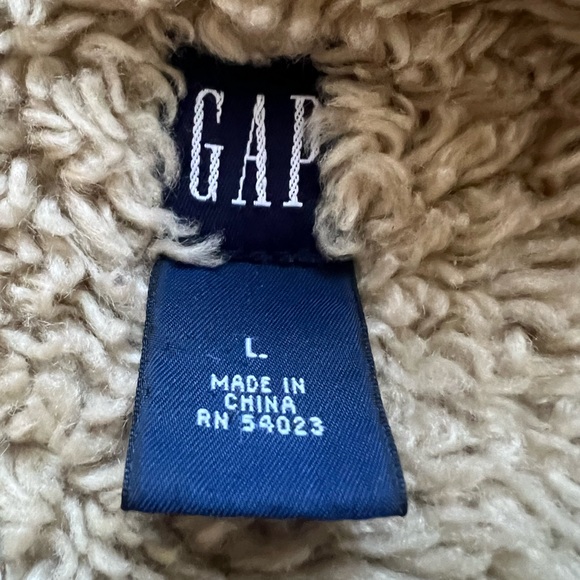 GAP
L.
MADE IN
CHINA
RN 54023